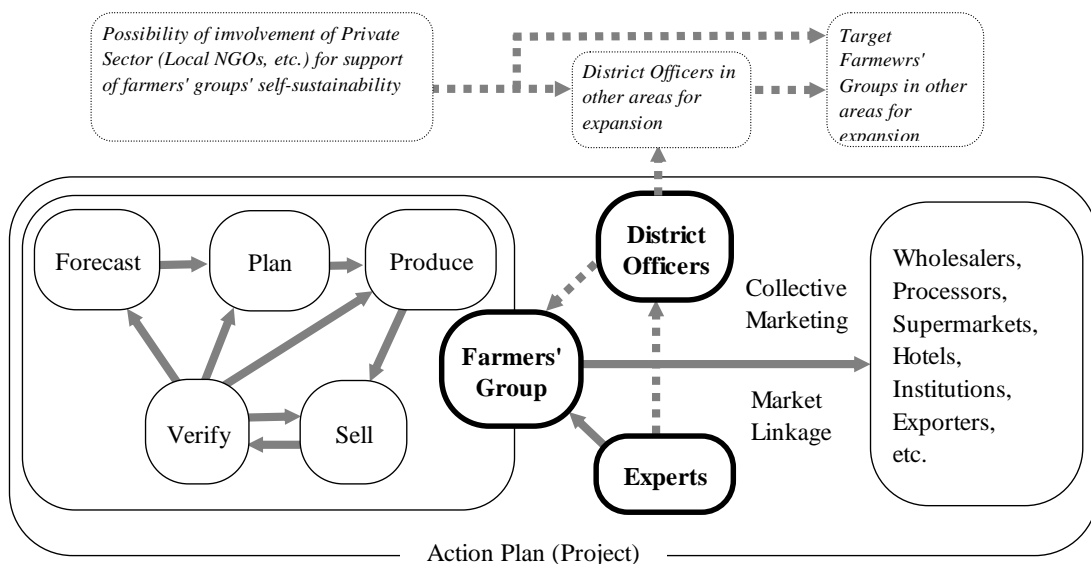 Possibility of imvolvement of Private
Sector (Local NGOs, etc.) for support
of farmers' groups' self-sustainability
District Officers in
other areas for
expansion
Target
Farmewrs'
Groups in other
areas for
expansion
Forecast
Plan
Produce
Verify
Sell
District
Officers
Farmers'
Group
Experts
Collective
Marketing
Market
Linkage
Wholesalers,
Processors,
Supermarkets,
Hotels,
Institutions,
Exporters,
etc.
Action Plan (Project)